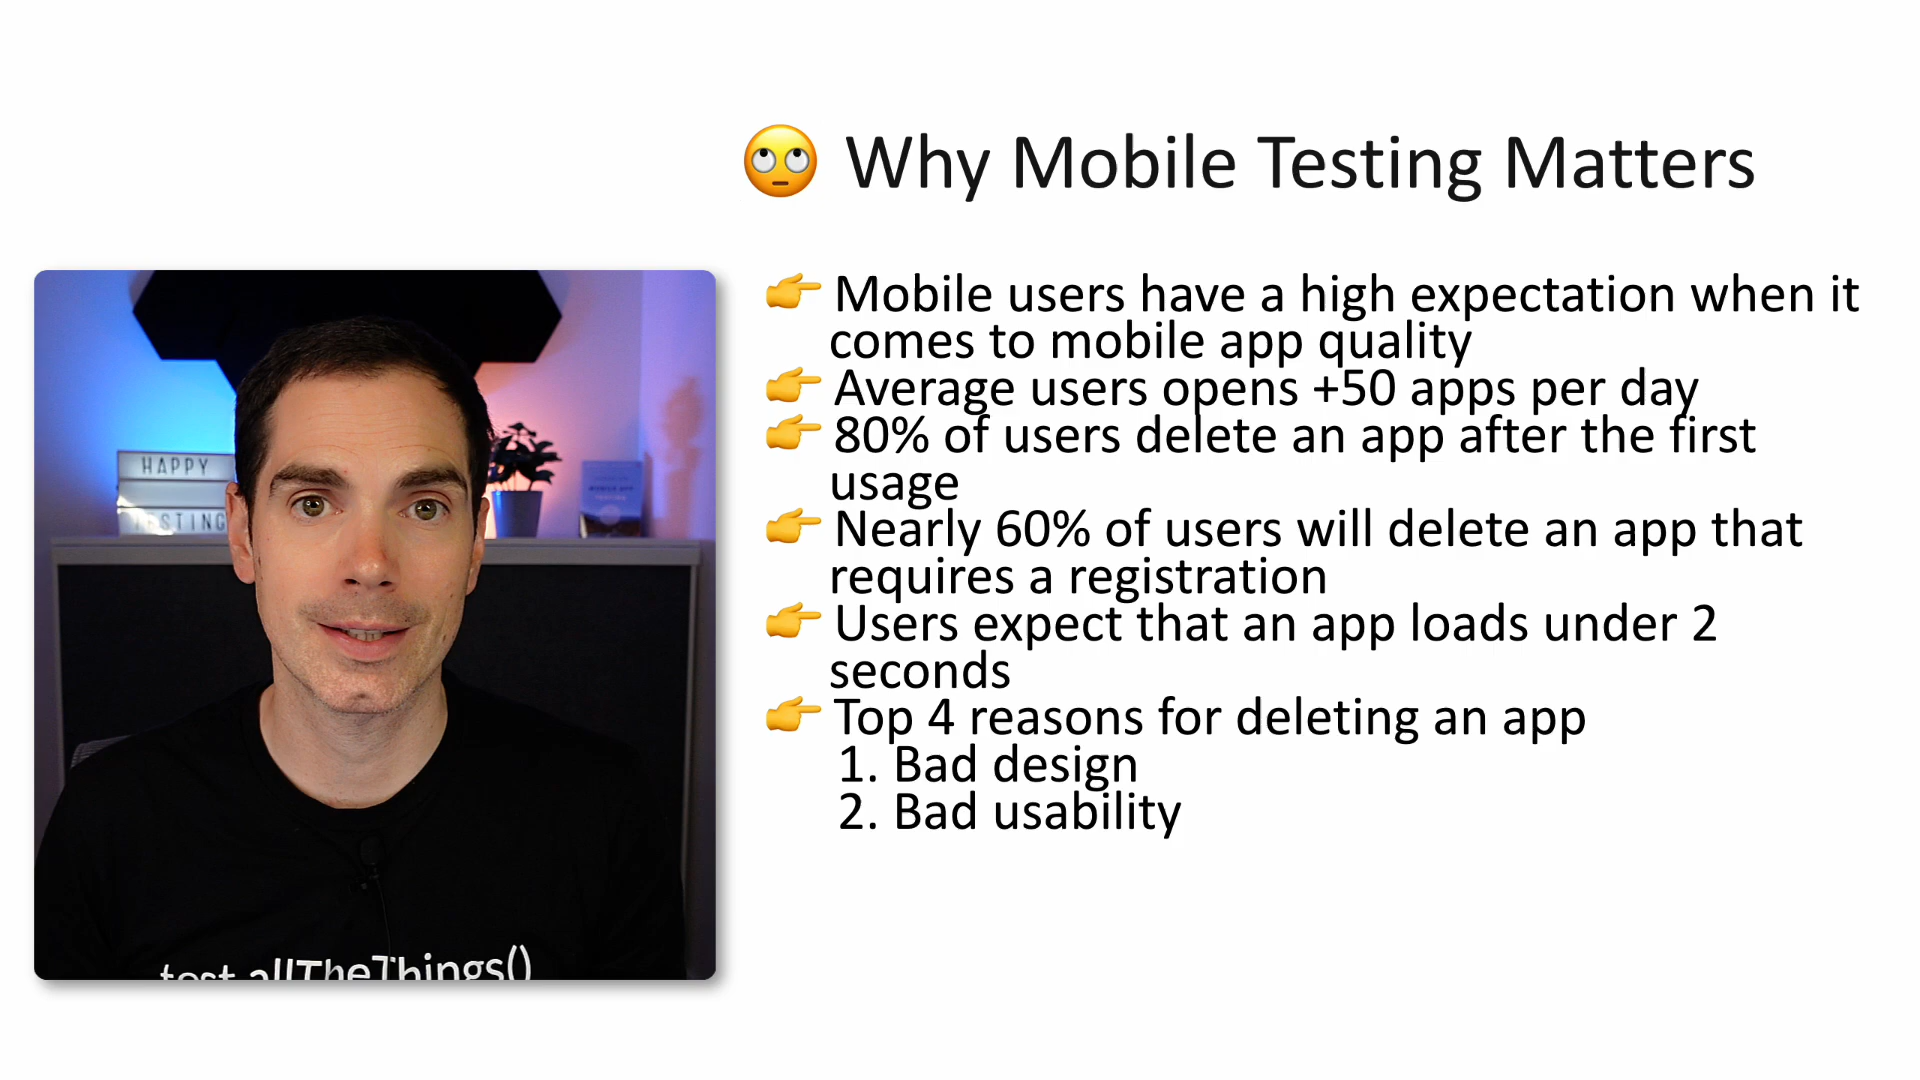 🙄 Why Mobile Testing Matters
👉 Mobile users have a high expectation when it
comes to mobile app quality
👉 Average users opens +50 apps per day
👉 80% of users delete an app after the first
usage
👉 Nearly 60% of users will delete an app that
requires a registration
👉 Users expect that an app loads under 2
seconds
👉 Top 4 reasons for deleting an app
1. Bad design
2. Bad usability
HAPPY
TESTING
test.allTheThings()